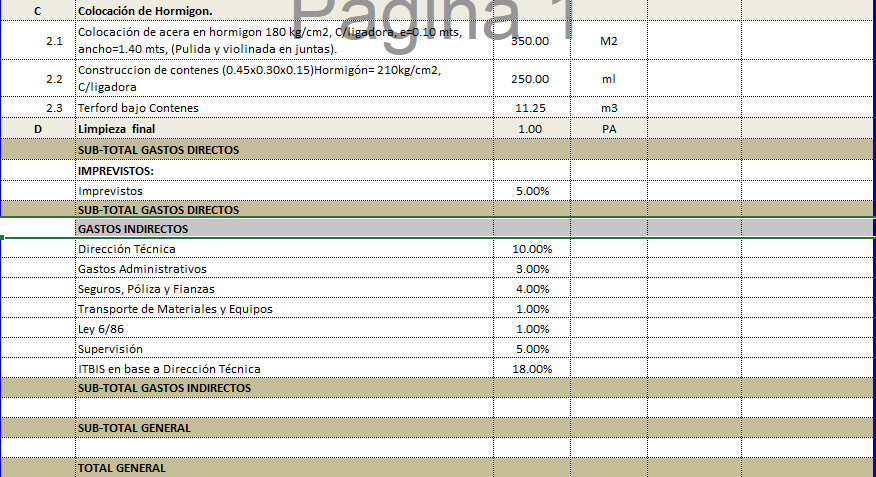 Página 1
C Colocación de Hormigon.
2.1 Colocación de acera en hormigon 180 kg/cm2, C/ligadora, e=0.10 mts, 350.00 M2
ancho=1.40 mts, (Pulida y violinada en juntas).
2.2 Construccion de contenes (0.45x0.30x0.15)Hormigón= 210kg/cm2, 250.00 ml
C/ligadora
2.3 Terford bajo Contenes 11.25 m3
D Limpieza final 1.00 PA
SUB-TOTAL GASTOS DIRECTOS
IMPREVISTOS:
Imprevistos 5.00%
SUB-TOTAL GASTOS DIRECTOS
GASTOS INDIRECTOS
Dirección Técnica 10.00%
Gastos Administrativos 3.00%
Seguros, Póliza y Fianzas 4.00%
Transporte de Materiales y Equipos 1.00%
Ley 6/86 1.00%
Supervisión 5.00%
ITBIS en base a Dirección Técnica 18.00%
SUB-TOTAL GASTOS INDIRECTOS
SUB-TOTAL GENERAL
TOTAL GENERAL